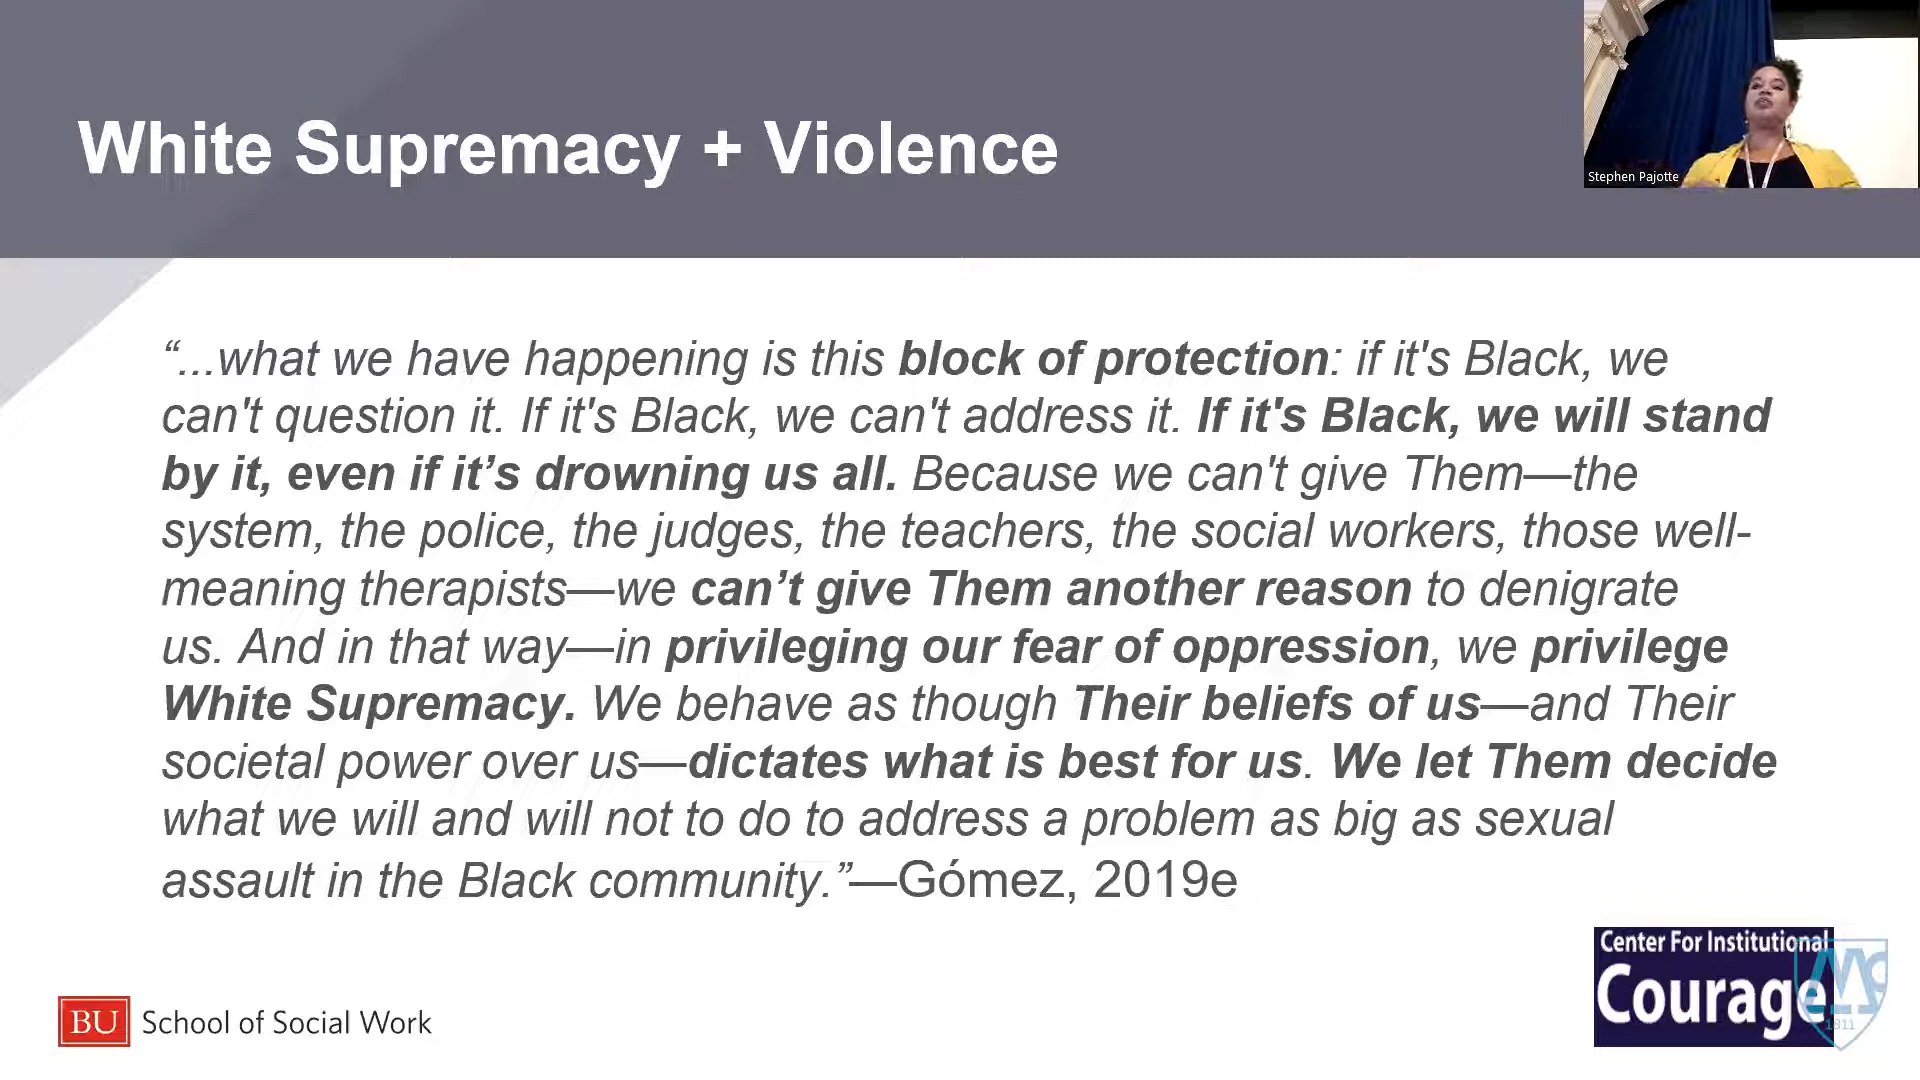 White Supremacy + Violence
Stephen Pajotte
“...what we have happening is this block of protection: if it's Black, we
can't question it. If it's Black, we can't address it. If it's Black, we will stand
by it, even if it’s drowning us all. Because we can't give Them—the
system, the police, the judges, the teachers, the social workers, those well-
meaning therapists—we can’t give Them another reason to denigrate
us. And in that way—in privileging our fear of oppression, we privilege
White Supremacy. We behave as though Their beliefs of us—and Their
societal power over us—dictates what is best for us. We let Them decide
what we will and will not to do to address a problem as big as sexual
assault in the Black community.”—Gómez, 2019e
BU School of Social Work
Center For Institutional
Courage
1811